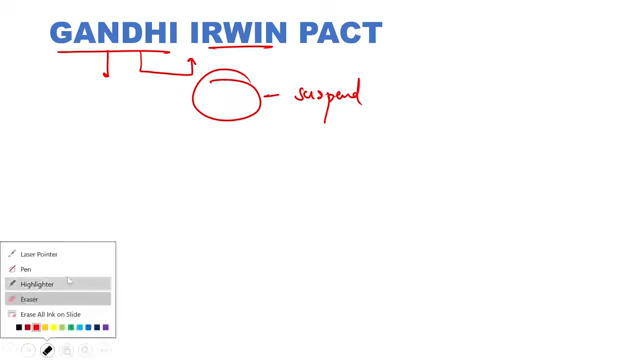 GANDHI IRWIN PACT
suspend
Laser Pointer
Pen
Highlighter
Eraser
Erase All Ink on Slide